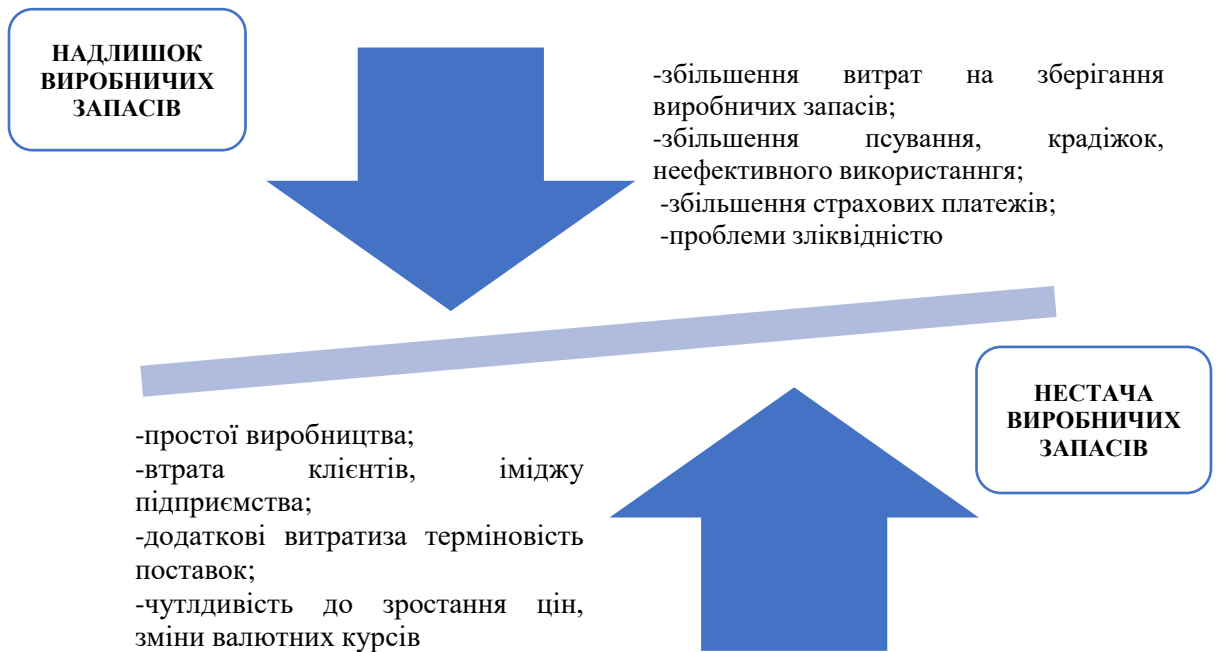 НАДЛИШОК
ВИРОБНИЧИХ
ЗАПАСІВ
-збільшення витрат на зберігання
виробничих запасів;
-збільшення псування, крадіжок,
неефективного використаннгя;
-збільшення страхових платежів;
-проблеми зліквідністю
НЕСТАЧА
ВИРОБНИЧИХ
ЗАПАСІВ
-простої виробництва;
-втрата клієнтів, іміджу
підприємства;
-додаткові витратиза терміновість
поставок;
-чутлдивість до зростання цін,
зміни валютних курсів